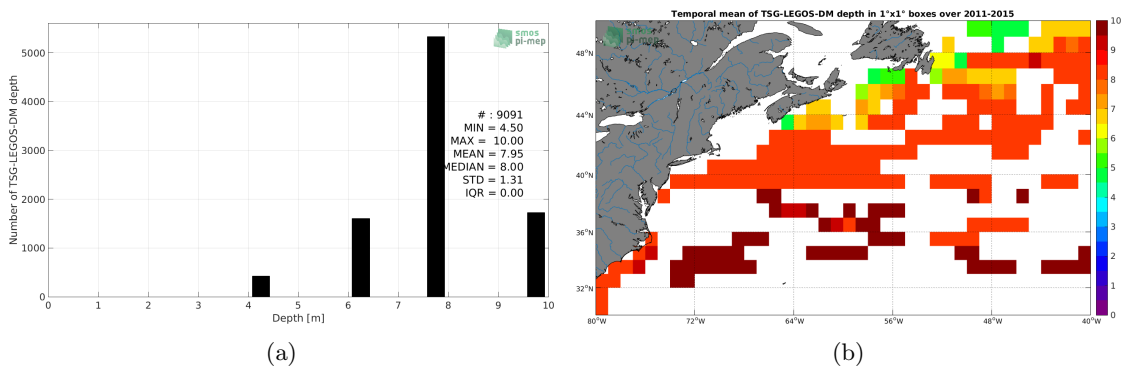 smos
pi-mep
# : 9091
MIN = 4.50
MAX = 10.00
MEAN = 7.95
MEDIAN = 8.00
STD = 1.31
IQR = 0.00
Number of TSG-LEGOS-DM depth
5000
4000
3000
2000
1000
0
0 1 2 3 4 5 6 7 8 9 10
Depth [m]
(a)
Temporal mean of TSG-LEGOS-DM depth in 1°x1° boxes over 2011-2015
smos
pi-mep
48°N
44°N
40°N
36°N
32°N
80°W 72°W 64°W 56°W 48°W 40°W
10
9
8
7
6
5
4
3
2
1
0
(b)